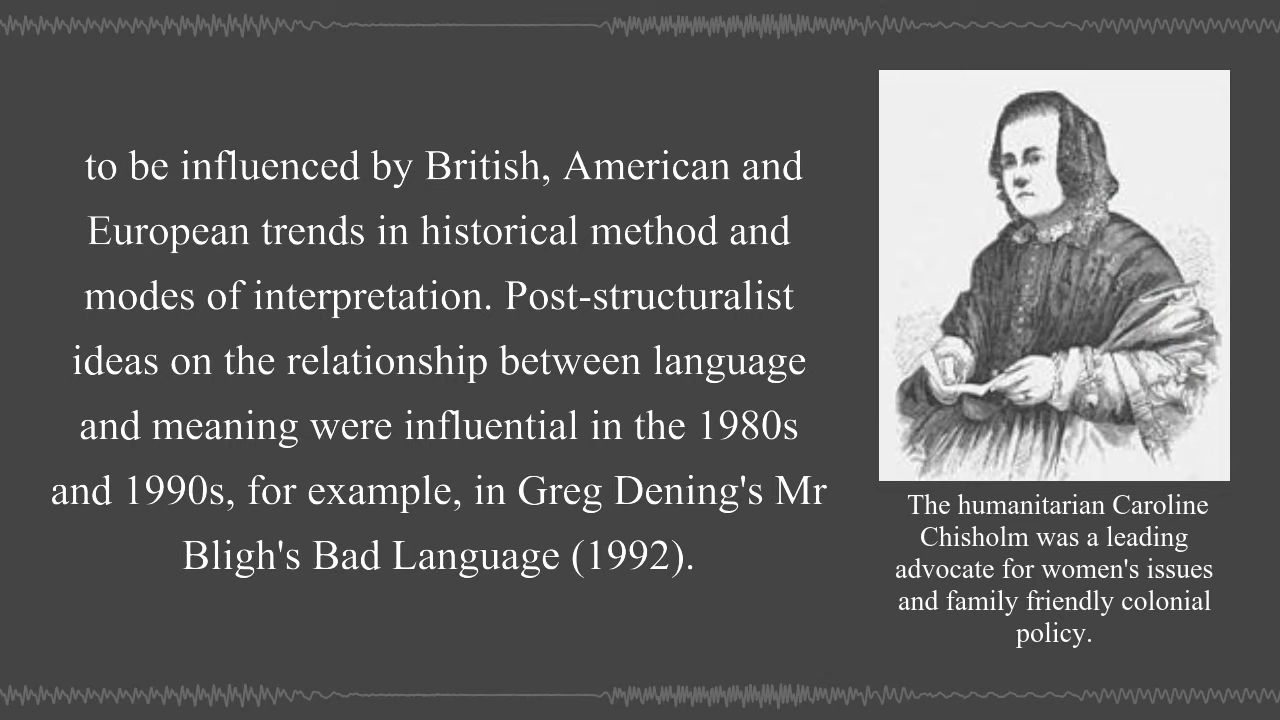 to be influenced by British, American and
European trends in historical method and
modes of interpretation. Post-structuralist
ideas on the relationship between language
and meaning were influential in the 1980s
and 1990s, for example, in Greg Dening's Mr
Bligh's Bad Language (1992).
The humanitarian Caroline
Chisholm was a leading
advocate for women's issues
and family friendly colonial
policy.